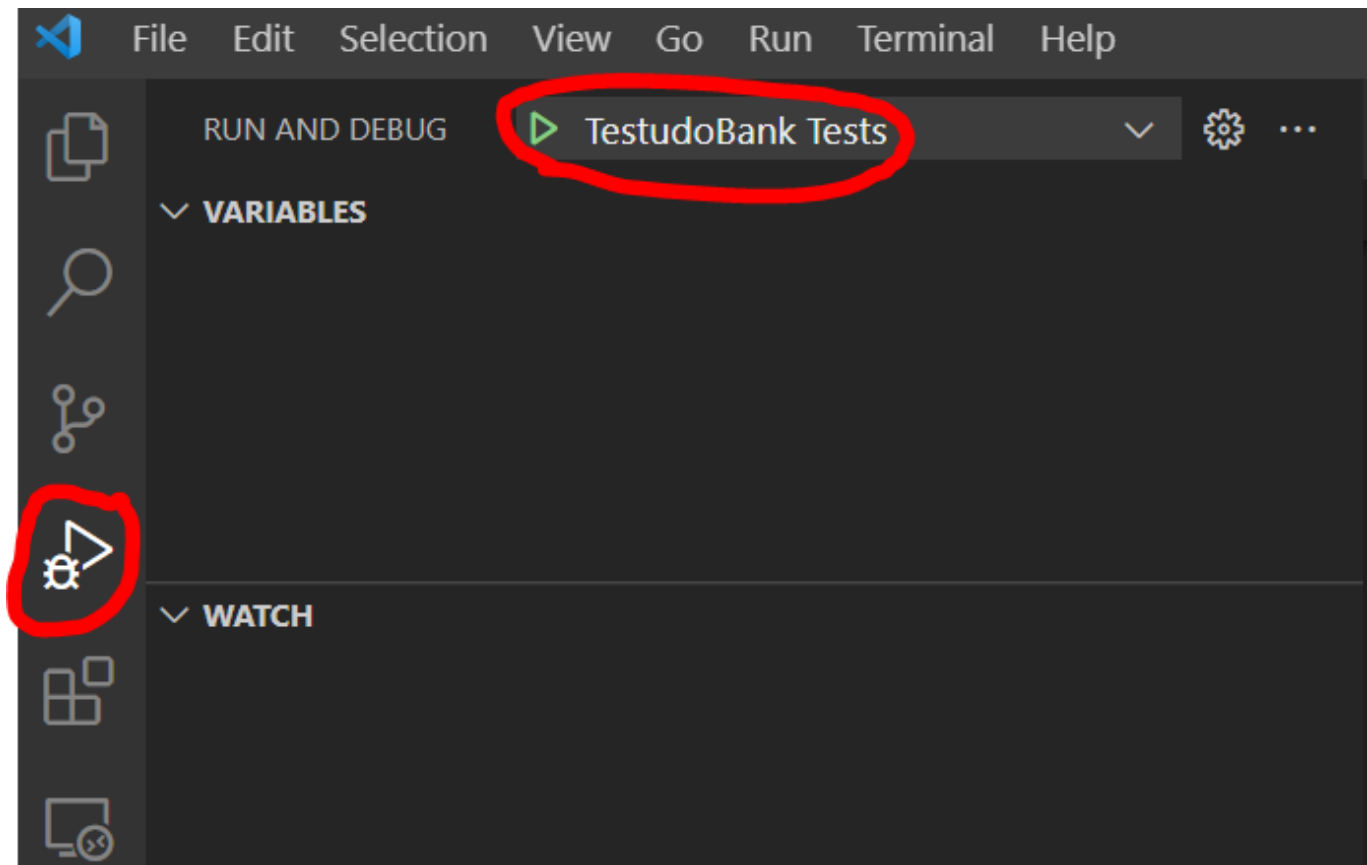 File Edit Selection View Go Run Terminal Help
RUN AND DEBUG TestudoBank Tests
VARIABLES
WATCH